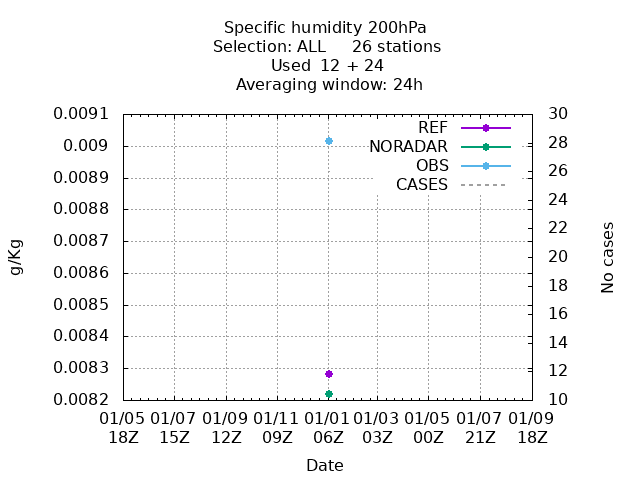 Specific humidity 200hPa
Selection: ALL 26 stations
Used 12 + 24
Averaging window: 24h
0.0091
0.009
0.0089
0.0088
0.0087
0.0086
0.0085
0.0084
0.0083
0.0082
g/Kg
REF
NORADAR
OBS
CASES
30
28
26
24
22
20
18
16
14
12
10
No cases
01/05 01/07 01/09 01/11 01/01 01/03 01/05 01/07 01/09
18Z 15Z 12Z 09Z 06Z 03Z 00Z 21Z 18Z
Date